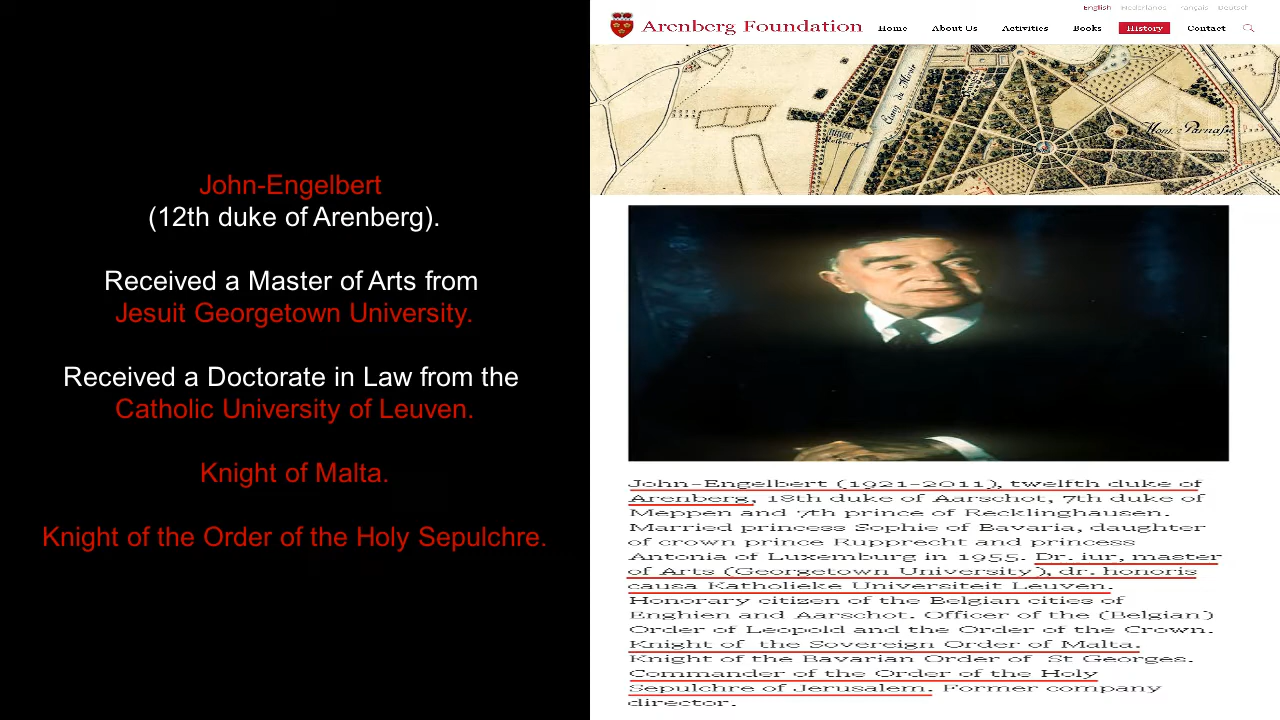 John-Engelbert
(12th duke of Arenberg).
Received a Master of Arts from
Jesuit Georgetown University.
Received a Doctorate in Law from the
Catholic University of Leuven.
Knight of Malta.
Knight of the Order of the Holy Sepulchre.
English Nederlands Français Deutsch
Arenberg Foundation Home About Us Activities Books History Contact
Mont Parnasse
John-Engelbert (1921-2011), twelfth duke of
Arenberg, 18th duke of Aarschot, 7th duke of
Meppen and 7th prince of Recklinghausen.
Married princess Sophie of Bavaria, daughter
of crown prince Rupprecht and princess
Antonia of Luxemburg in 1955. Dr. iur, master
of Arts (Georgetown University), dr. honoris
causa Katholieke Universiteit Leuven.
Honorary citizen of the Belgian cities of
Enghien and Aarschot. Officer of the (Belgian)
Order of Leopold and the Order of the Crown.
Knight of the Sovereign Order of Malta.
Knight of the Bavarian Order of St Georges.
Commander of the Order of the Holy
Sepulchre of Jerusalem. Former company
director.